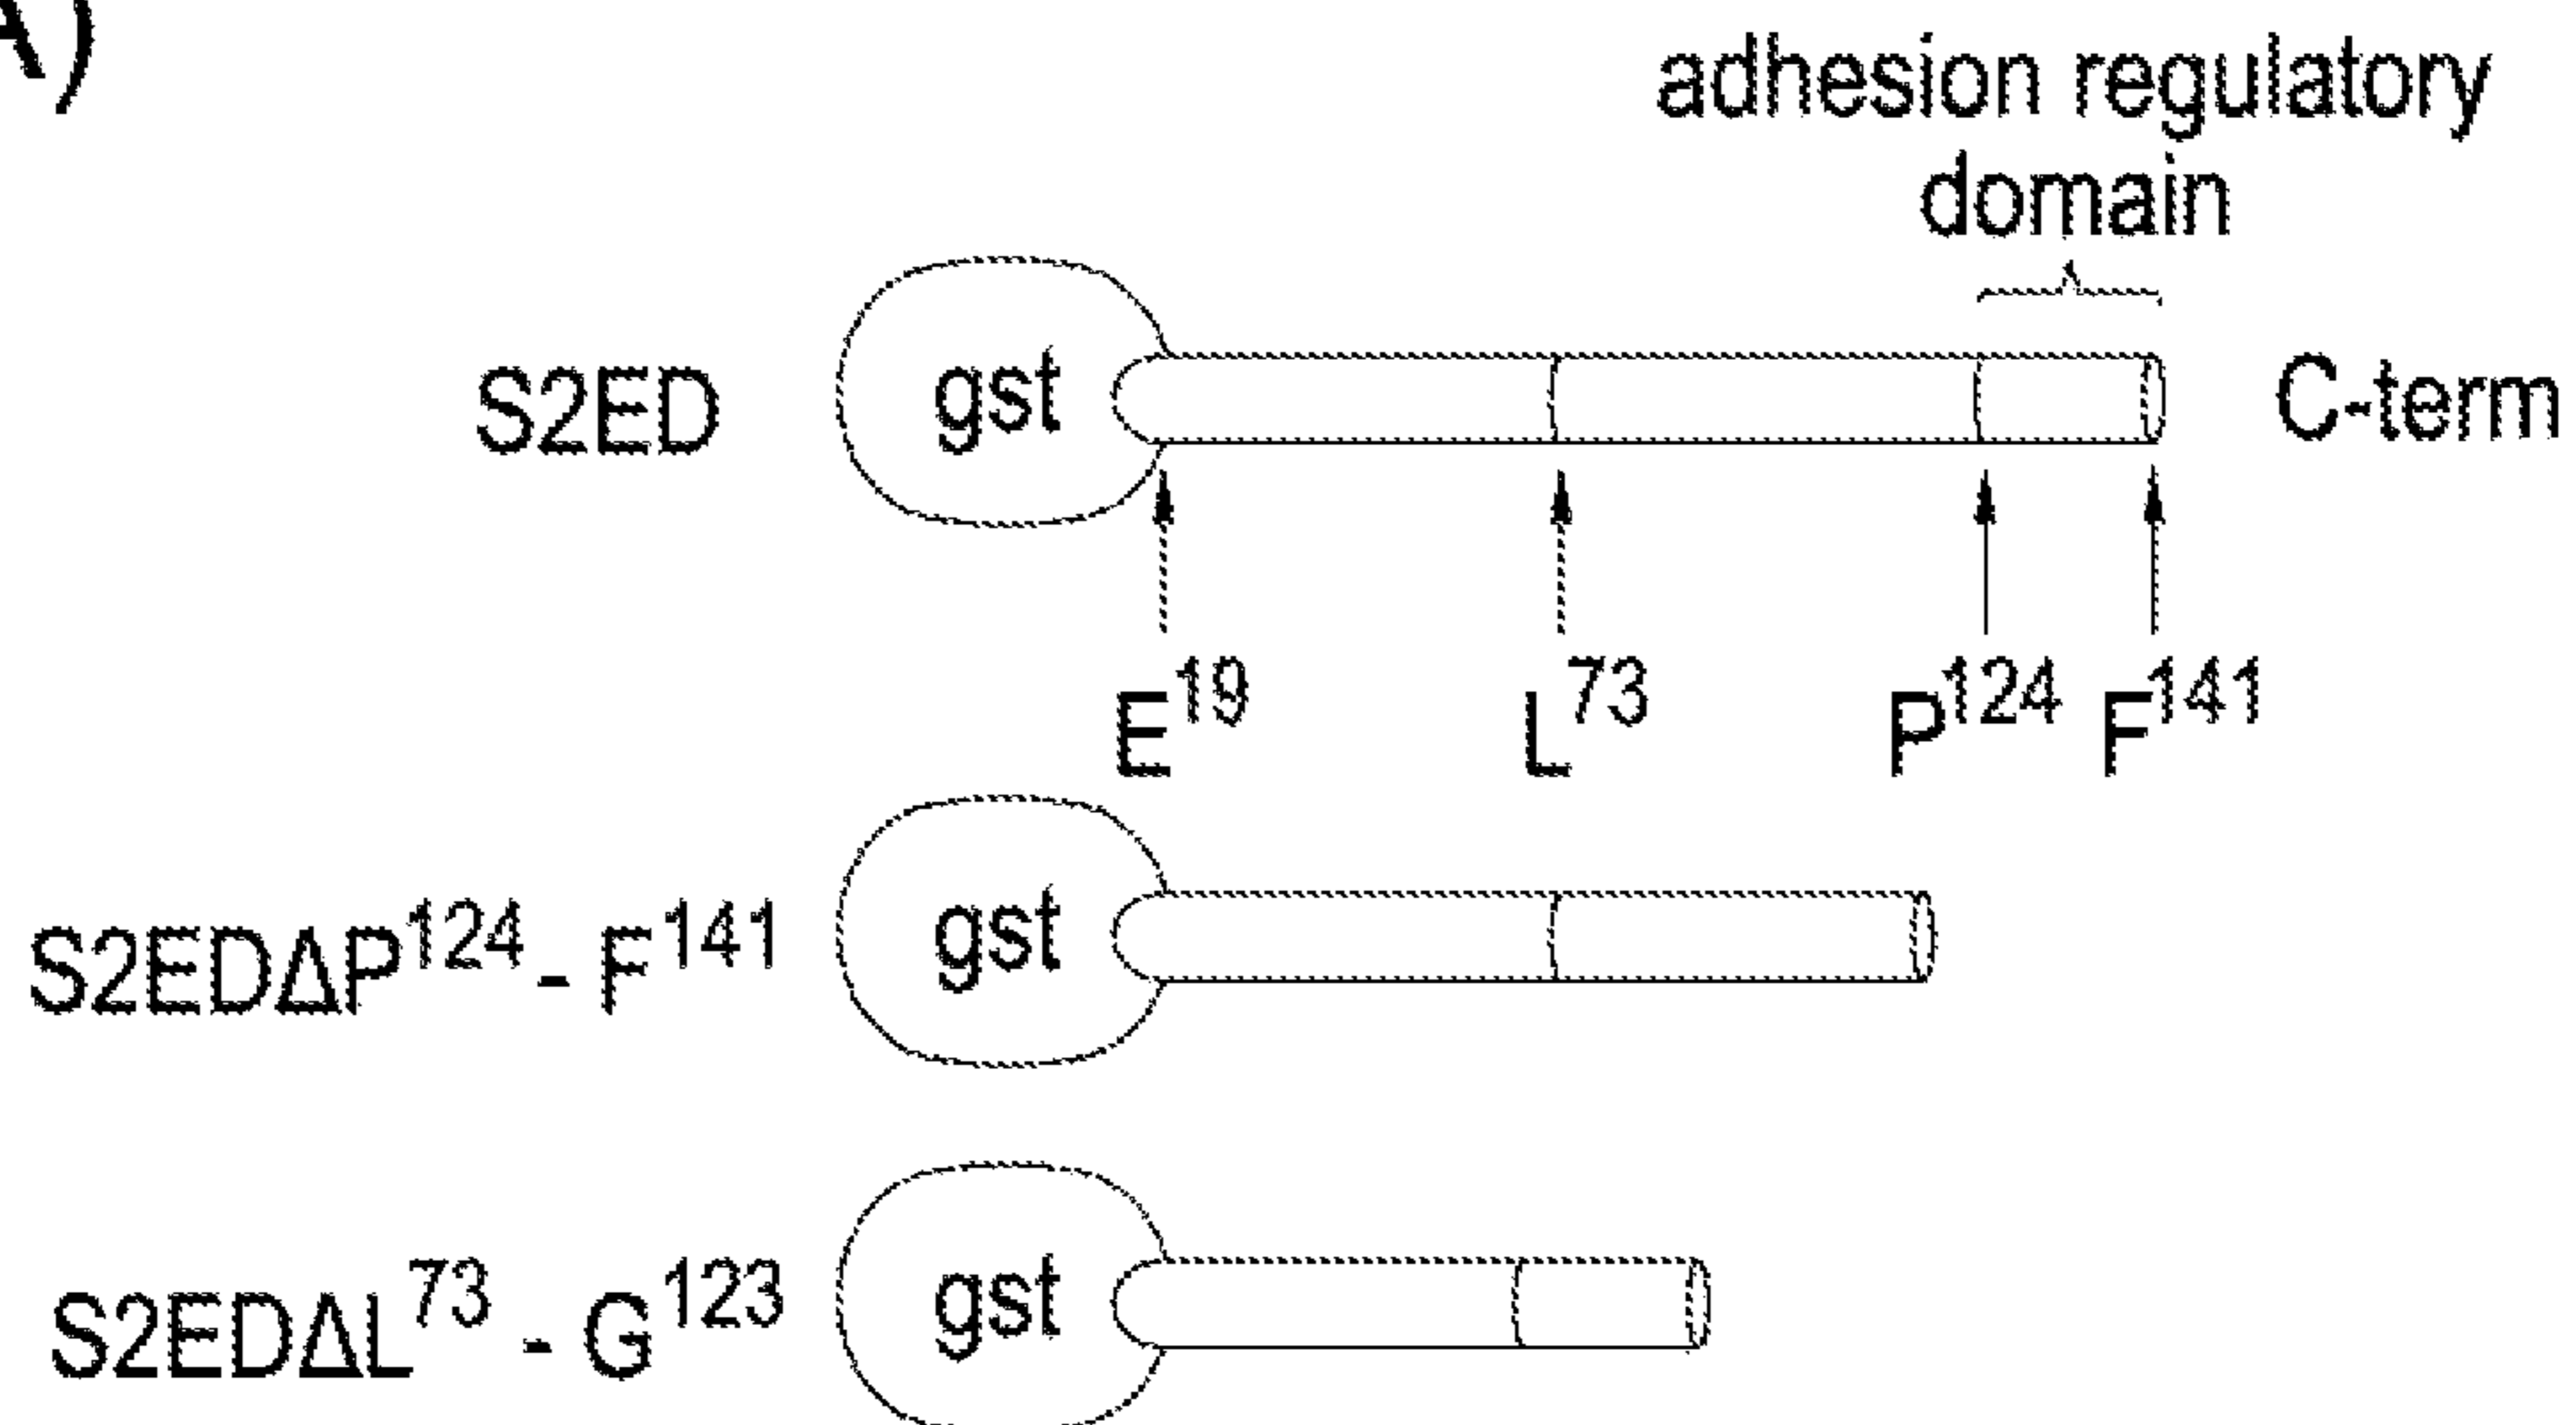 A)
adhesion regulatory
domain
S2ED gst C-term
E19 L73 P124 F141
S2EDΔP124 - F141 gst
S2EDΔL73 - G123 gst